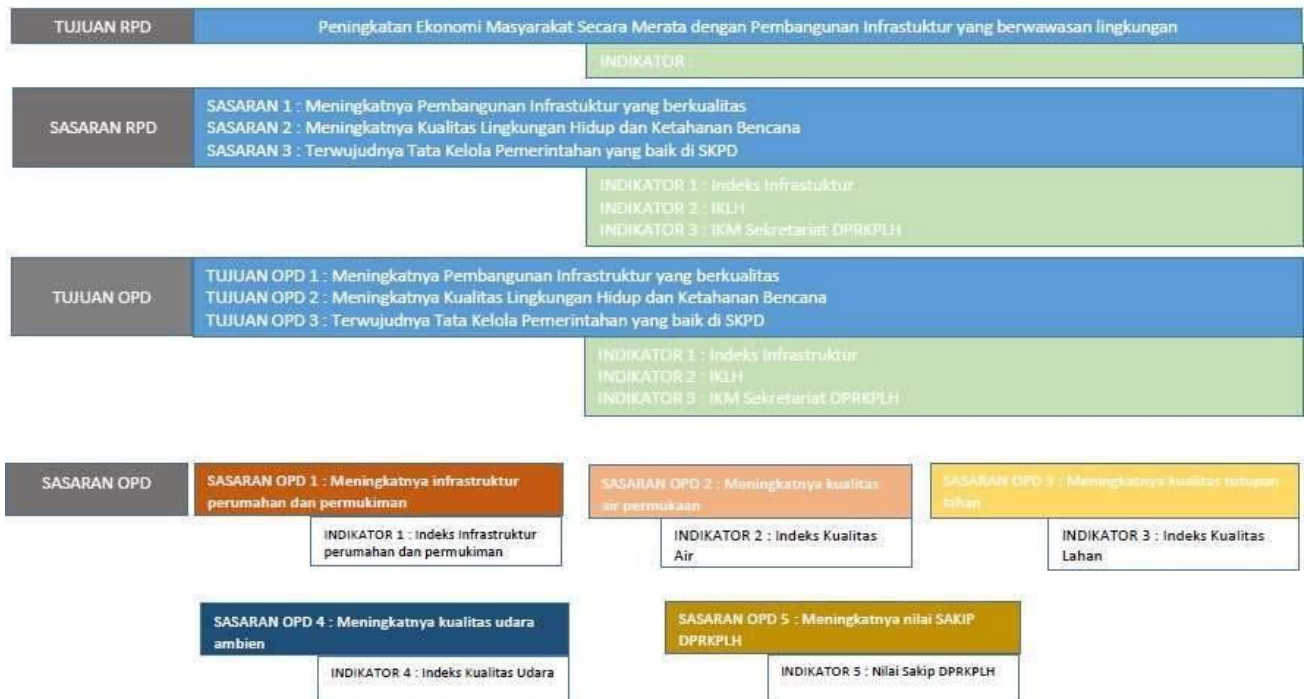 TUJUAN RPD
Peningkatan Ekonomi Masyarakat Secara Merata dengan Pembangunan Infrastuktur yang berwawasan lingkungan
INDIKATOR :
SASARAN RPD
SASARAN 1 : Meningkatnya Pembangunan Infrastuktur yang berkualitas
SASARAN 2 : Meningkatnya Kualitas Lingkungan Hidup dan Ketahanan Bencana
SASARAN 3 : Terwujudnya Tata Kelola Pemerintahan yang baik di SKPD
INDIKATOR 1 : Indeks Infrastuktur
INDIKATOR 2 : IKLH
INDIKATOR 3 : IKM Sekretariat DPRKPLH
TUJUAN OPD
TUJUAN OPD 1 : Meningkatnya Pembangunan Infrastruktur yang berkualitas
TUJUAN OPD 2 : Meningkatnya Kualitas Lingkungan Hidup dan Ketahanan Bencana
TUJUAN OPD 3 : Terwujudnya Tata Kelola Pemerintahan yang baik di SKPD
INDIKATOR 1 : Indeks Infrastruktur
INDIKATOR 2 : IKLH
INDIKATOR 3 : IKM Sekretariat DPRKPLH
SASARAN OPD
SASARAN OPD 1 : Meningkatnya infrastruktur
perumahan dan permukiman
INDIKATOR 1 : Indeks Infrastruktur
perumahan dan permukiman
SASARAN OPD 2 : Meningkatnya kualitas
air permukaan
INDIKATOR 2 : Indeks Kualitas
Air
SASARAN OPD 3 : Meningkatnya kualitas tutupan
lahan
INDIKATOR 3 : Indeks Kualitas
Lahan
SASARAN OPD 4 : Meningkatnya kualitas udara
ambien
INDIKATOR 4 : Indeks Kualitas Udara
SASARAN OPD 5 : Meningkatnya nilai SAKIP
DPRKPLH
INDIKATOR 5 : Nilai Sakip DPRKPLH